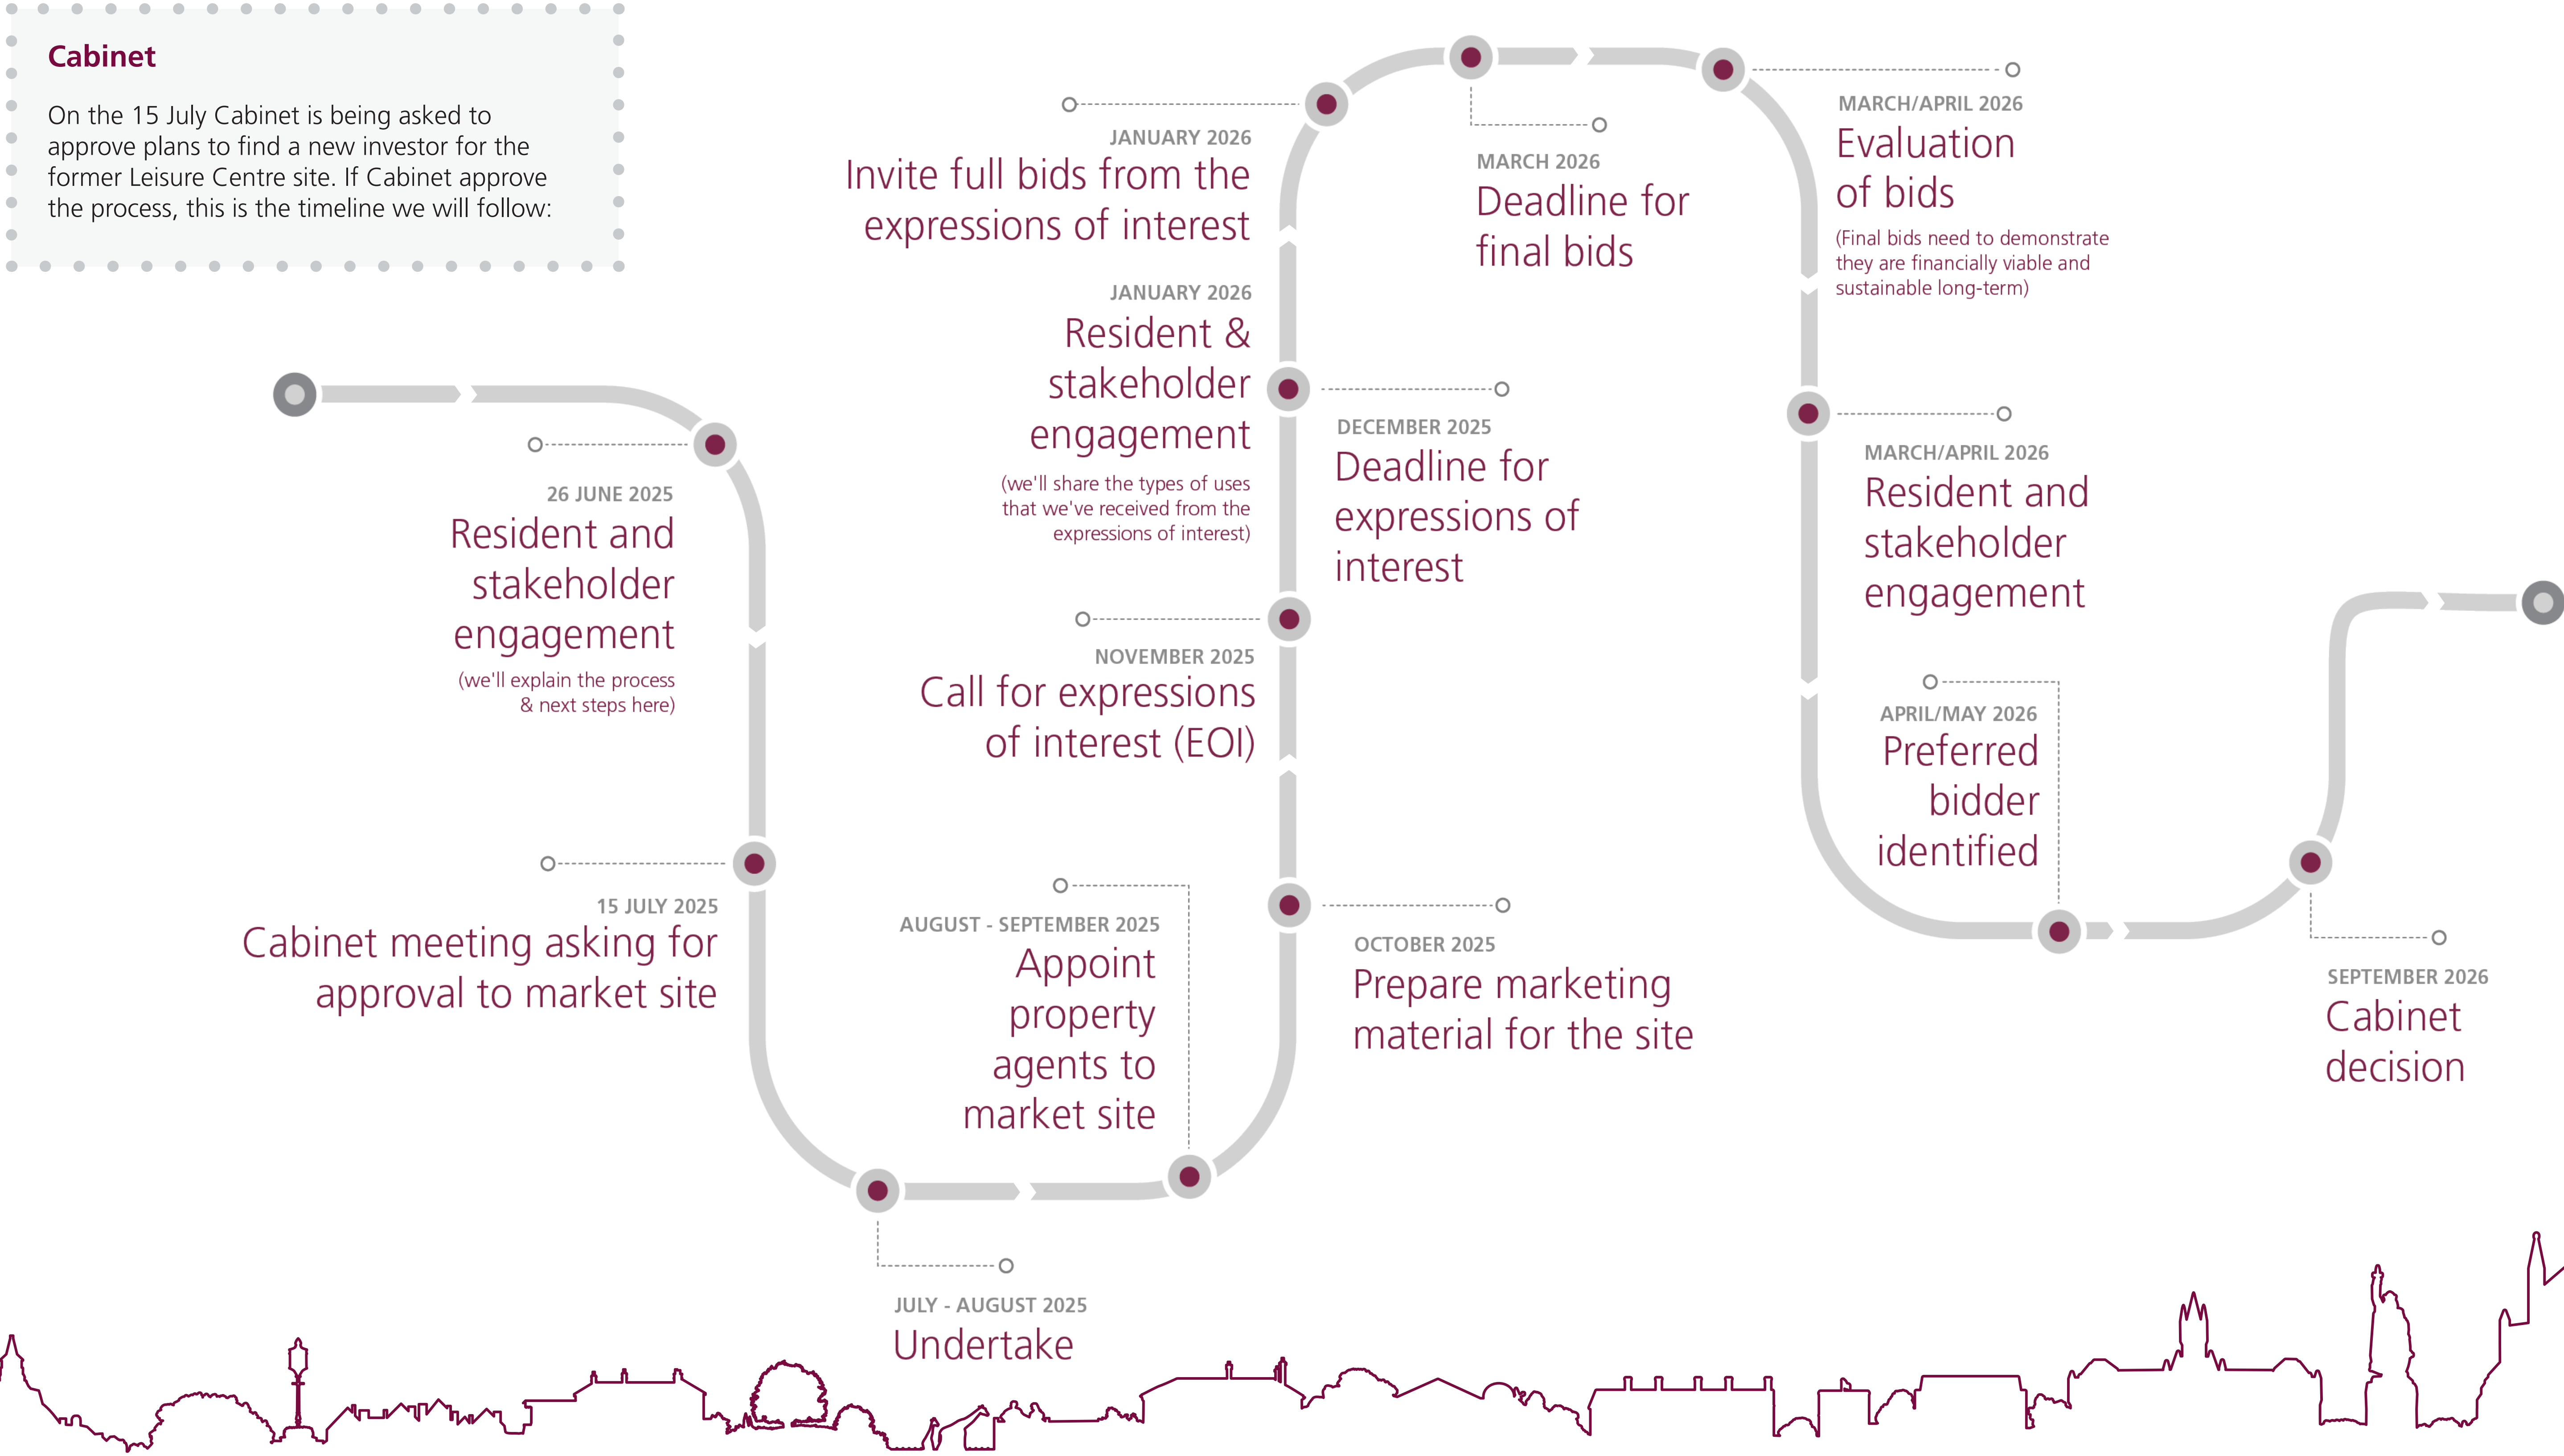 Cabinet
On the 15 July Cabinet is being asked to
approve plans to find a new investor for the
former Leisure Centre site. If Cabinet approve
the process, this is the timeline we will follow:
26 JUNE 2025
Resident and
stakeholder
engagement
(we'll explain the process
& next steps here)
15 JULY 2025
Cabinet meeting asking for
approval to market site
JULY - AUGUST 2025
Undertake
AUGUST - SEPTEMBER 2025
Appoint
property
agents to
market site
OCTOBER 2025
Prepare marketing
material for the site
NOVEMBER 2025
Call for expressions
of interest (EOI)
DECEMBER 2025
Deadline for
expressions of
interest
JANUARY 2026
Resident &
stakeholder
engagement
(we'll share the types of uses
that we've received from the
expressions of interest)
JANUARY 2026
Invite full bids from the
expressions of interest
MARCH 2026
Deadline for
final bids
MARCH/APRIL 2026
Evaluation
of bids
(Final bids need to demonstrate
they are financially viable and
sustainable long-term)
MARCH/APRIL 2026
Resident and
stakeholder
engagement
APRIL/MAY 2026
Preferred
bidder
identified
SEPTEMBER 2026
Cabinet
decision